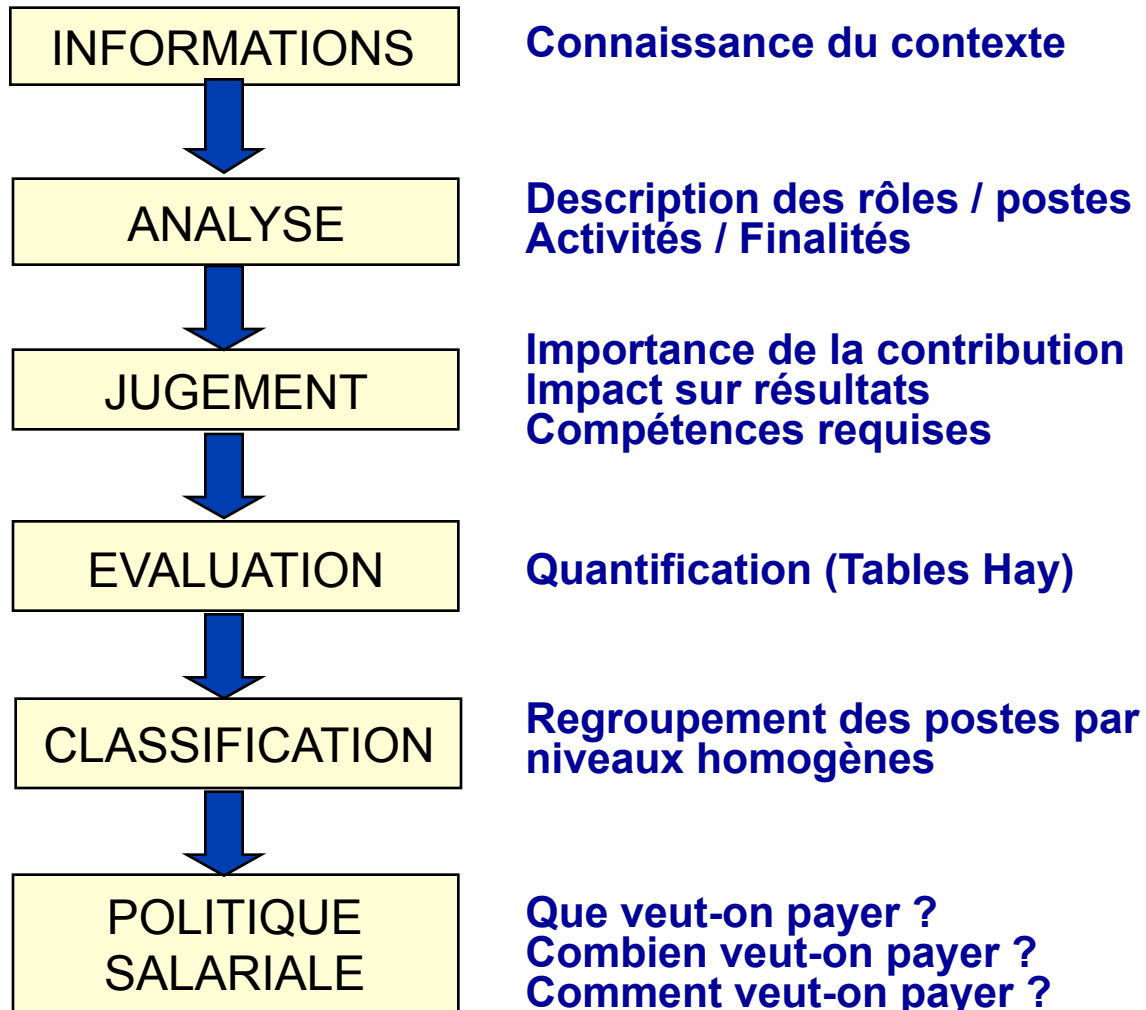 INFORMATIONS
Connaissance du contexte
ANALYSE
Description des rôles / postes
Activités / Finalités
JUGEMENT
Importance de la contribution
Impact sur résultats
Compétences requises
EVALUATION
Quantification (Tables Hay)
CLASSIFICATION
Regroupement des postes par
niveaux homogènes
POLITIQUE
SALARIALE
Que veut-on payer ?
Combien veut-on payer ?
Comment veut-on payer ?